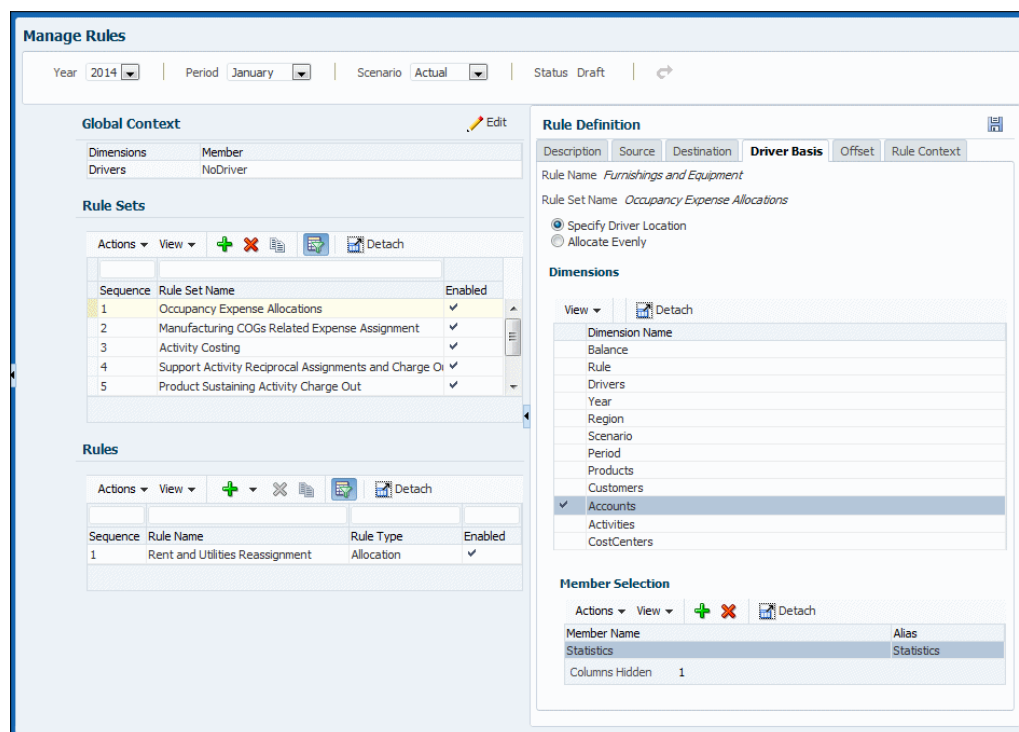 Manage Rules
Year 2014 Period January Scenario Actual Status Draft
Global Context Edit
Dimensions Member
Drivers NoDriver
Rule Sets
Actions View Detach
Sequence Rule Set Name Enabled
1 Occupancy Expense Allocations
2 Manufacturing COGs Related Expense Assignment
3 Activity Costing
4 Support Activity Reciprocal Assignments and Charge
5 Product Sustaining Activity Charge Out
Rules
Actions View Detach
Sequence Rule Name Rule Type Enabled
1 Rent and Utilities Reassignment Allocation
Rule Definition
Description Source Destination Driver Basis Offset Rule Context
Rule Name Furnishings and Equipment
Rule Set Name Occupancy Expense Allocations
Specify Driver Location
Allocate Evenly
Dimensions
View Detach
Dimension Name
Balance
Rule
Drivers
Year
Region
Scenario
Period
Products
Customers
Accounts
Activities
CostCenters
Member Selection
Actions View Detach
Member Name Alias
Statistics Statistics
Columns Hidden 1